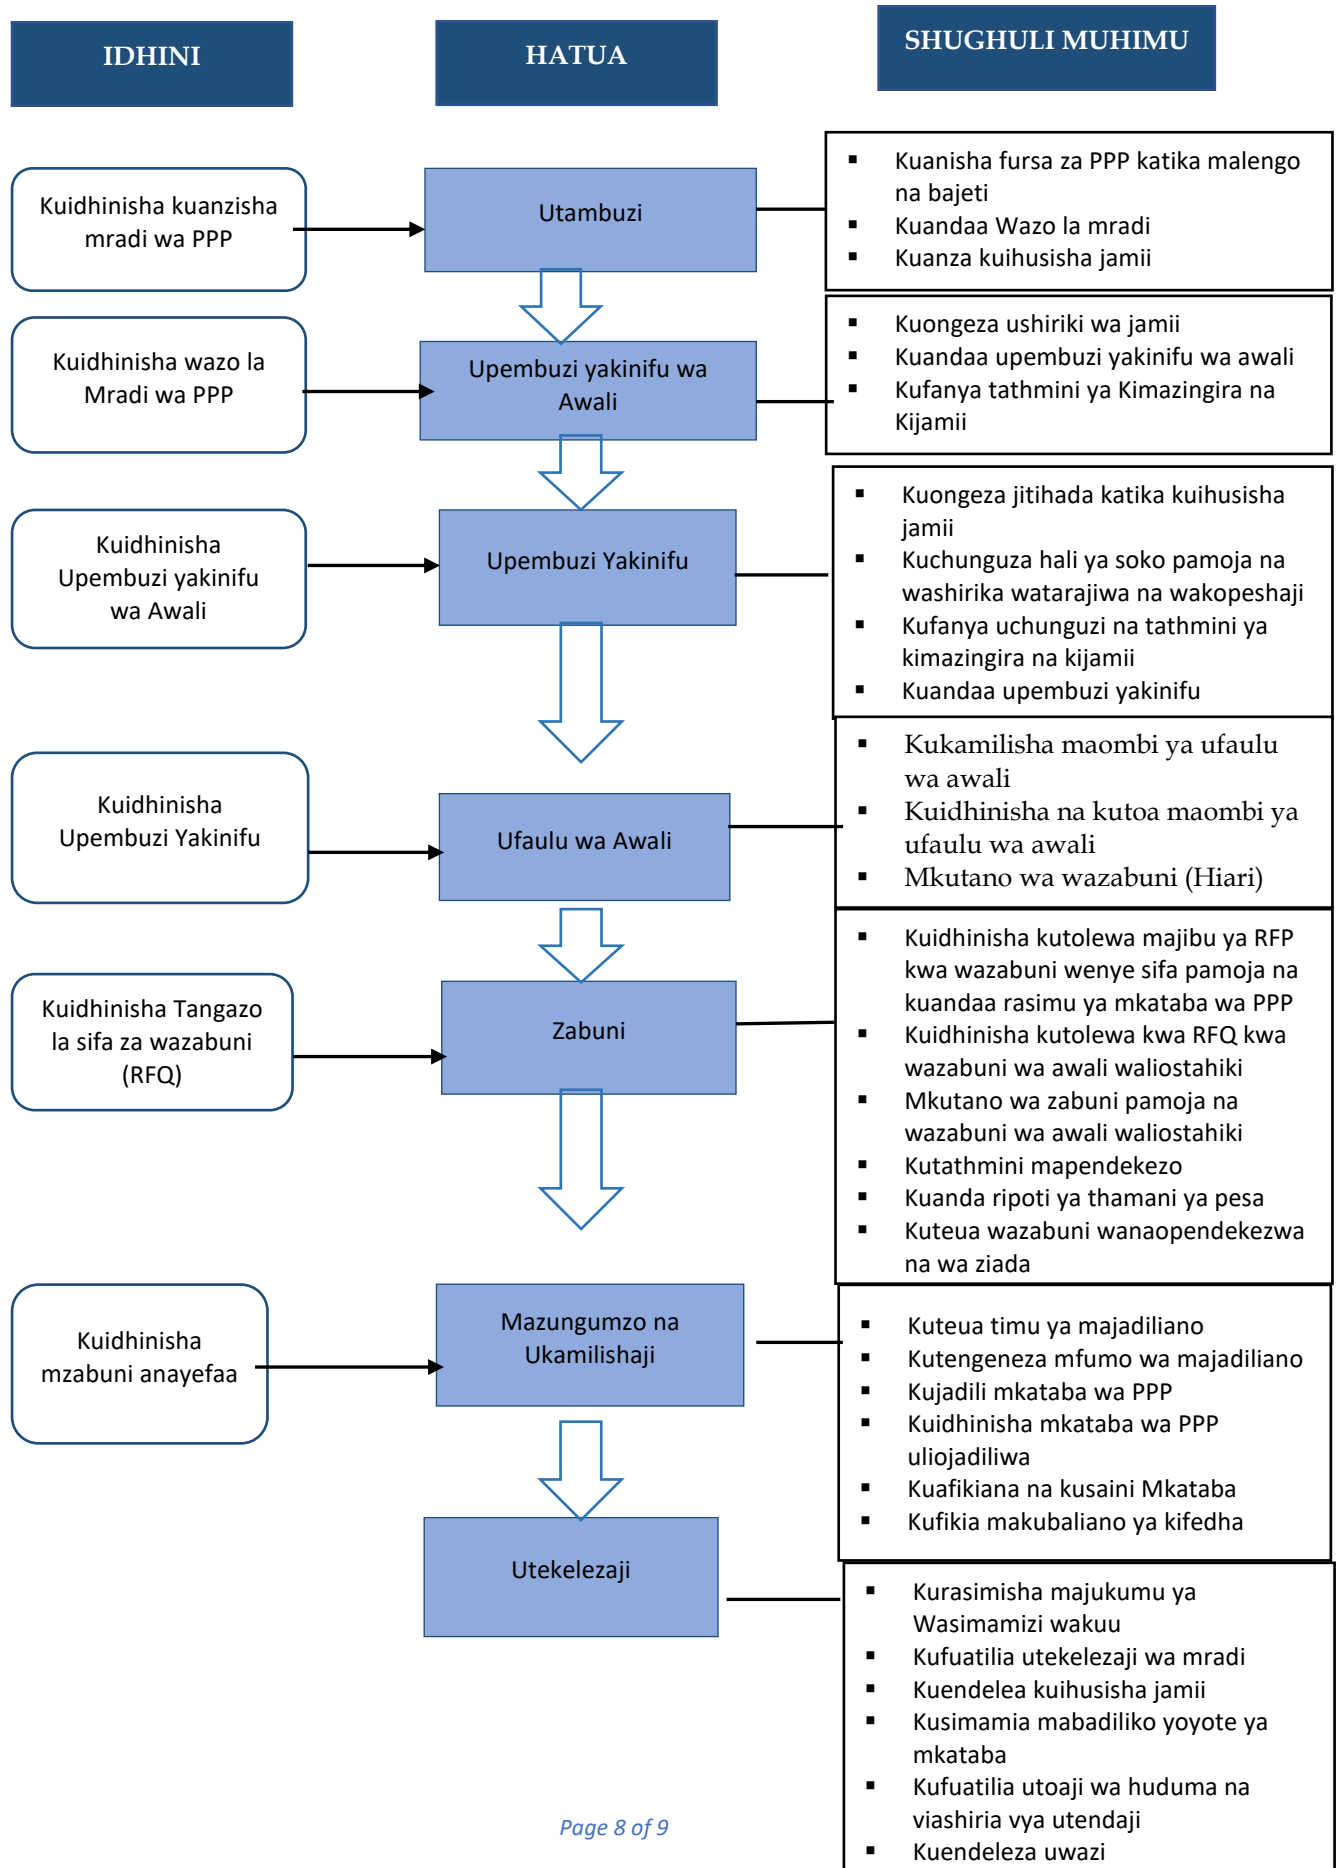 IDHINI
HATUA
SHUGHULI MUHIMU
Kuidhinisha kuanzisha
mradi wa PPP
Utambuzi
▪ Kuanisha fursa za PPP katika malengo
na bajeti
▪ Kuandaa Wazo la mradi
▪ Kuanza kuihusisha jamii
Kuidhinisha wazo la
Mradi wa PPP
Upembuzi yakinifu wa
Awali
▪ Kuongeza ushiriki wa jamii
▪ Kuandaa upembuzi yakinifu wa awali
▪ Kufanya tathmini ya Kimazingira na
Kijamii
Kuidhinisha
Upembuzi yakinifu
wa Awali
Upembuzi Yakinifu
▪ Kuongeza jitihada katika kuihusisha
jamii
▪ Kuchunguza hali ya soko pamoja na
washirika watarajiwa na wakopeshaji
▪ Kufanya uchunguzi na tathmini ya
kimazingira na kijamii
▪ Kuandaa upembuzi yakinifu
Kuidhinisha
Upembuzi Yakinifu
Ufaulu wa Awali
▪ Kukamilisha maombi ya ufaulu
wa awali
▪ Kuidhinisha na kutoa maombi ya
ufaulu wa awali
▪ Mkutano wa wazabuni (Hiari)
Kuidhinisha Tangazo
la sifa za wazabuni
(RFQ)
Zabuni
▪ Kuidhinisha kutolewa majibu ya RFP
kwa wazabuni wenye sifa pamoja na
kuandaa rasimu ya mkataba wa PPP
▪ Kuidhinisha kutolewa kwa RFQ kwa
wazabuni wa awali waliostahiki
▪ Mkutano wa zabuni pamoja na
wazabuni wa awali waliostahiki
▪ Kutathmini mapendekezo
▪ Kuanda ripoti ya thamani ya pesa
▪ Kuteua wazabuni wanaopendekezwa
na wa ziada
Kuidhinisha
mzabuni anayefaa
Mazungumzo na
Ukamilishaji
▪ Kuteua timu ya majadiliano
▪ Kutengeneza mfumo wa majadiliano
▪ Kujadili mkataba wa PPP
▪ Kuidhinisha mkataba wa PPP
uliojadiliwa
▪ Kuafikiana na kusaini Mkataba
▪ Kufikia makubaliano ya kifedha
Utekelezaji
▪ Kurasimisha majukumu ya
Wasimamizi wakuu
▪ Kufuatilia utekelezaji wa mradi
▪ Kuendelea kuihusisha jamii
▪ Kusimamia mabadiliko yoyote ya
mkataba
▪ Kufuatilia utoaji wa huduma na
viashiria vya utendaji
▪ Kuendeleza uwazi
Page 8 of 9